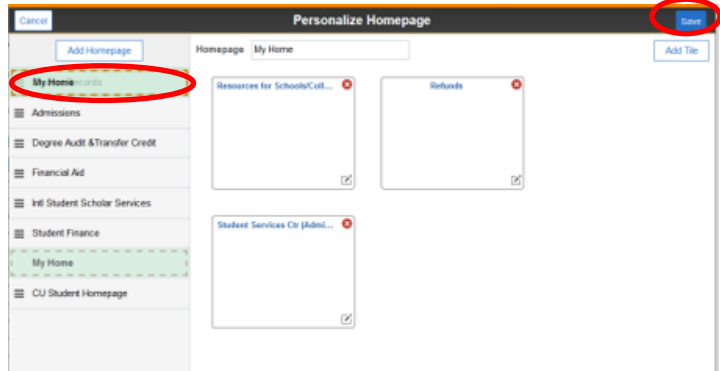 Cancel Personalize Homepage Save
Add Homepage Homepage My Home Add Tile
My Home
Resources for Schools/Coll... Refunds
Admissions
Degree Audit &Transfer Credit
Financial Aid
Intl Student Scholar Services
Student Finance Student Services Ctr (Admi...
My Home
CU Student Homepage